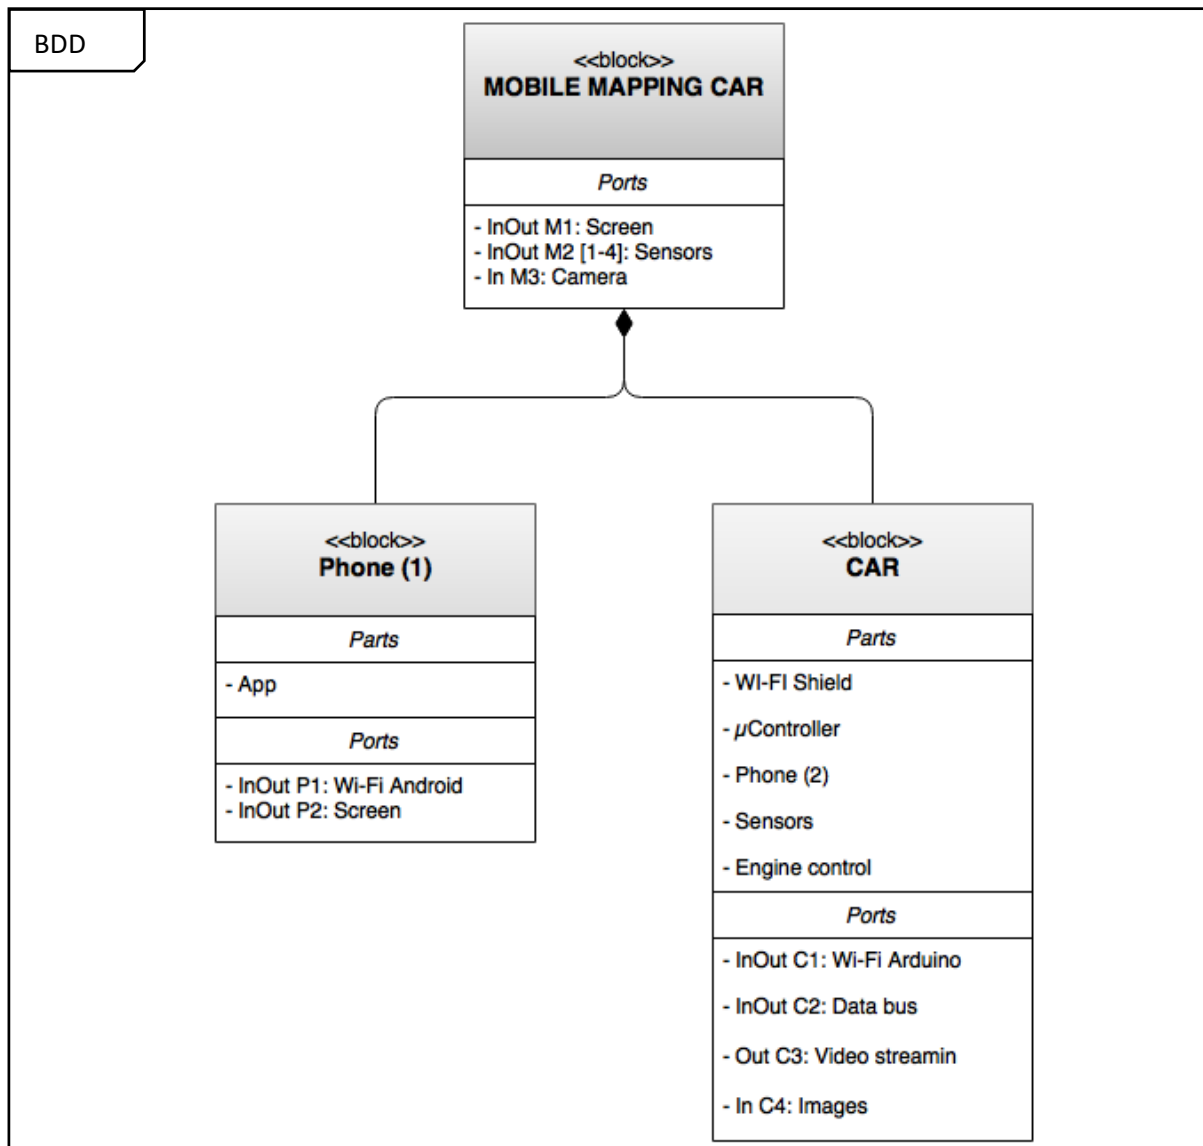 BDD
<<block>>
MOBILE MAPPING CAR
Ports
- InOut M1: Screen
- InOut M2 [1-4]: Sensors
- In M3: Camera
<<block>>
Phone (1)
Parts
- App
Ports
- InOut P1: Wi-Fi Android
- InOut P2: Screen
<<block>>
CAR
Parts
- WI-FI Shield
- µController
- Phone (2)
- Sensors
- Engine control
Ports
- InOut C1: Wi-Fi Arduino
- InOut C2: Data bus
- Out C3: Video streamin
- In C4: Images